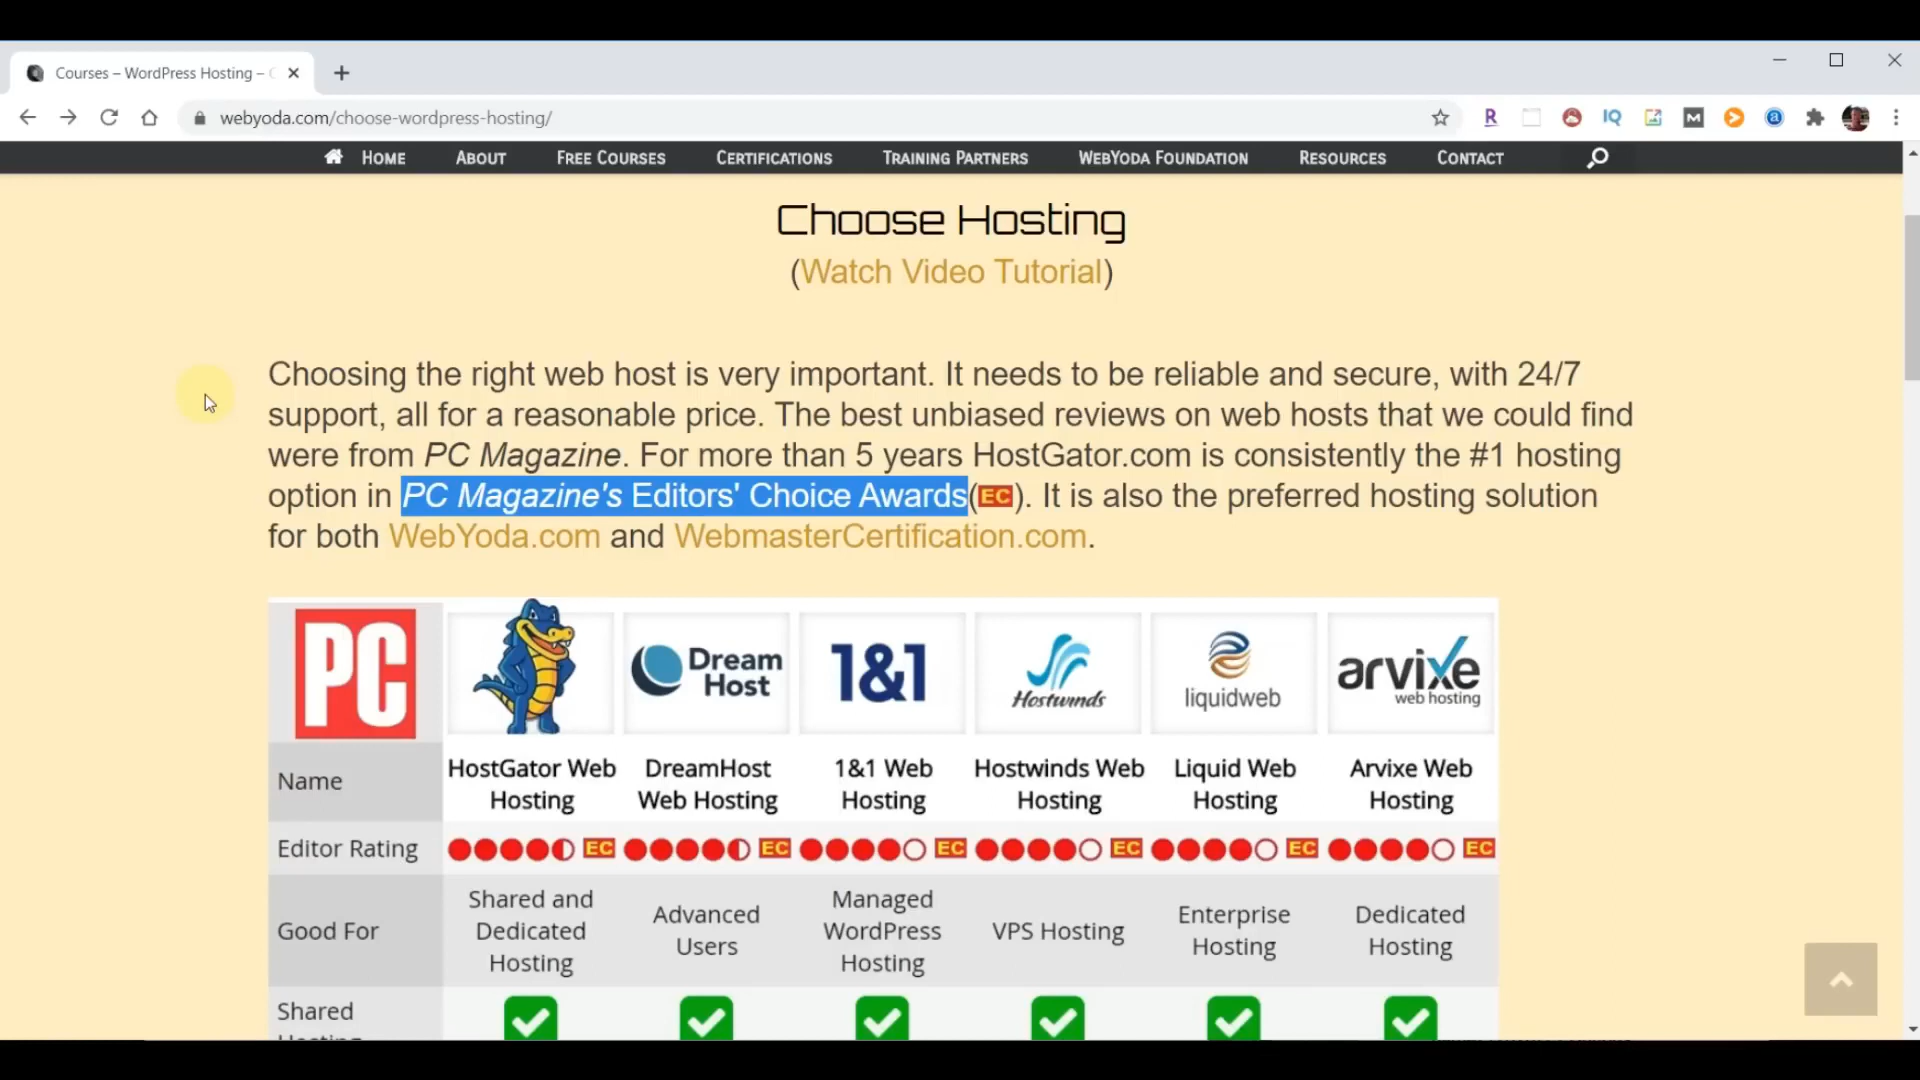 Courses – WordPress Hosting –
webyoda.com/choose-wordpress-hosting/
HOME ABOUT FREE COURSES CERTIFICATIONS TRAINING PARTNERS WEBYODA FOUNDATION RESOURCES CONTACT
Choose Hosting
(Watch Video Tutorial)
Choosing the right web host is very important. It needs to be reliable and secure, with 24/7
support, all for a reasonable price. The best unbiased reviews on web hosts that we could find
were from PC Magazine. For more than 5 years HostGator.com is consistently the #1 hosting
option in PC Magazine's Editors' Choice Awards(EC). It is also the preferred hosting solution
for both WebYoda.com and WebmasterCertification.com.
PC Dream Host 1&1 Hostwinds liquidweb arvixe web hosting
Name HostGator Web Hosting DreamHost Web Hosting 1&1 Web Hosting Hostwinds Web Hosting Liquid Web Hosting Arvixe Web Hosting
Editor Rating EC EC EC EC EC EC
Good For Shared and Dedicated Hosting Advanced Users Managed WordPress Hosting VPS Hosting Enterprise Hosting Dedicated Hosting
Shared